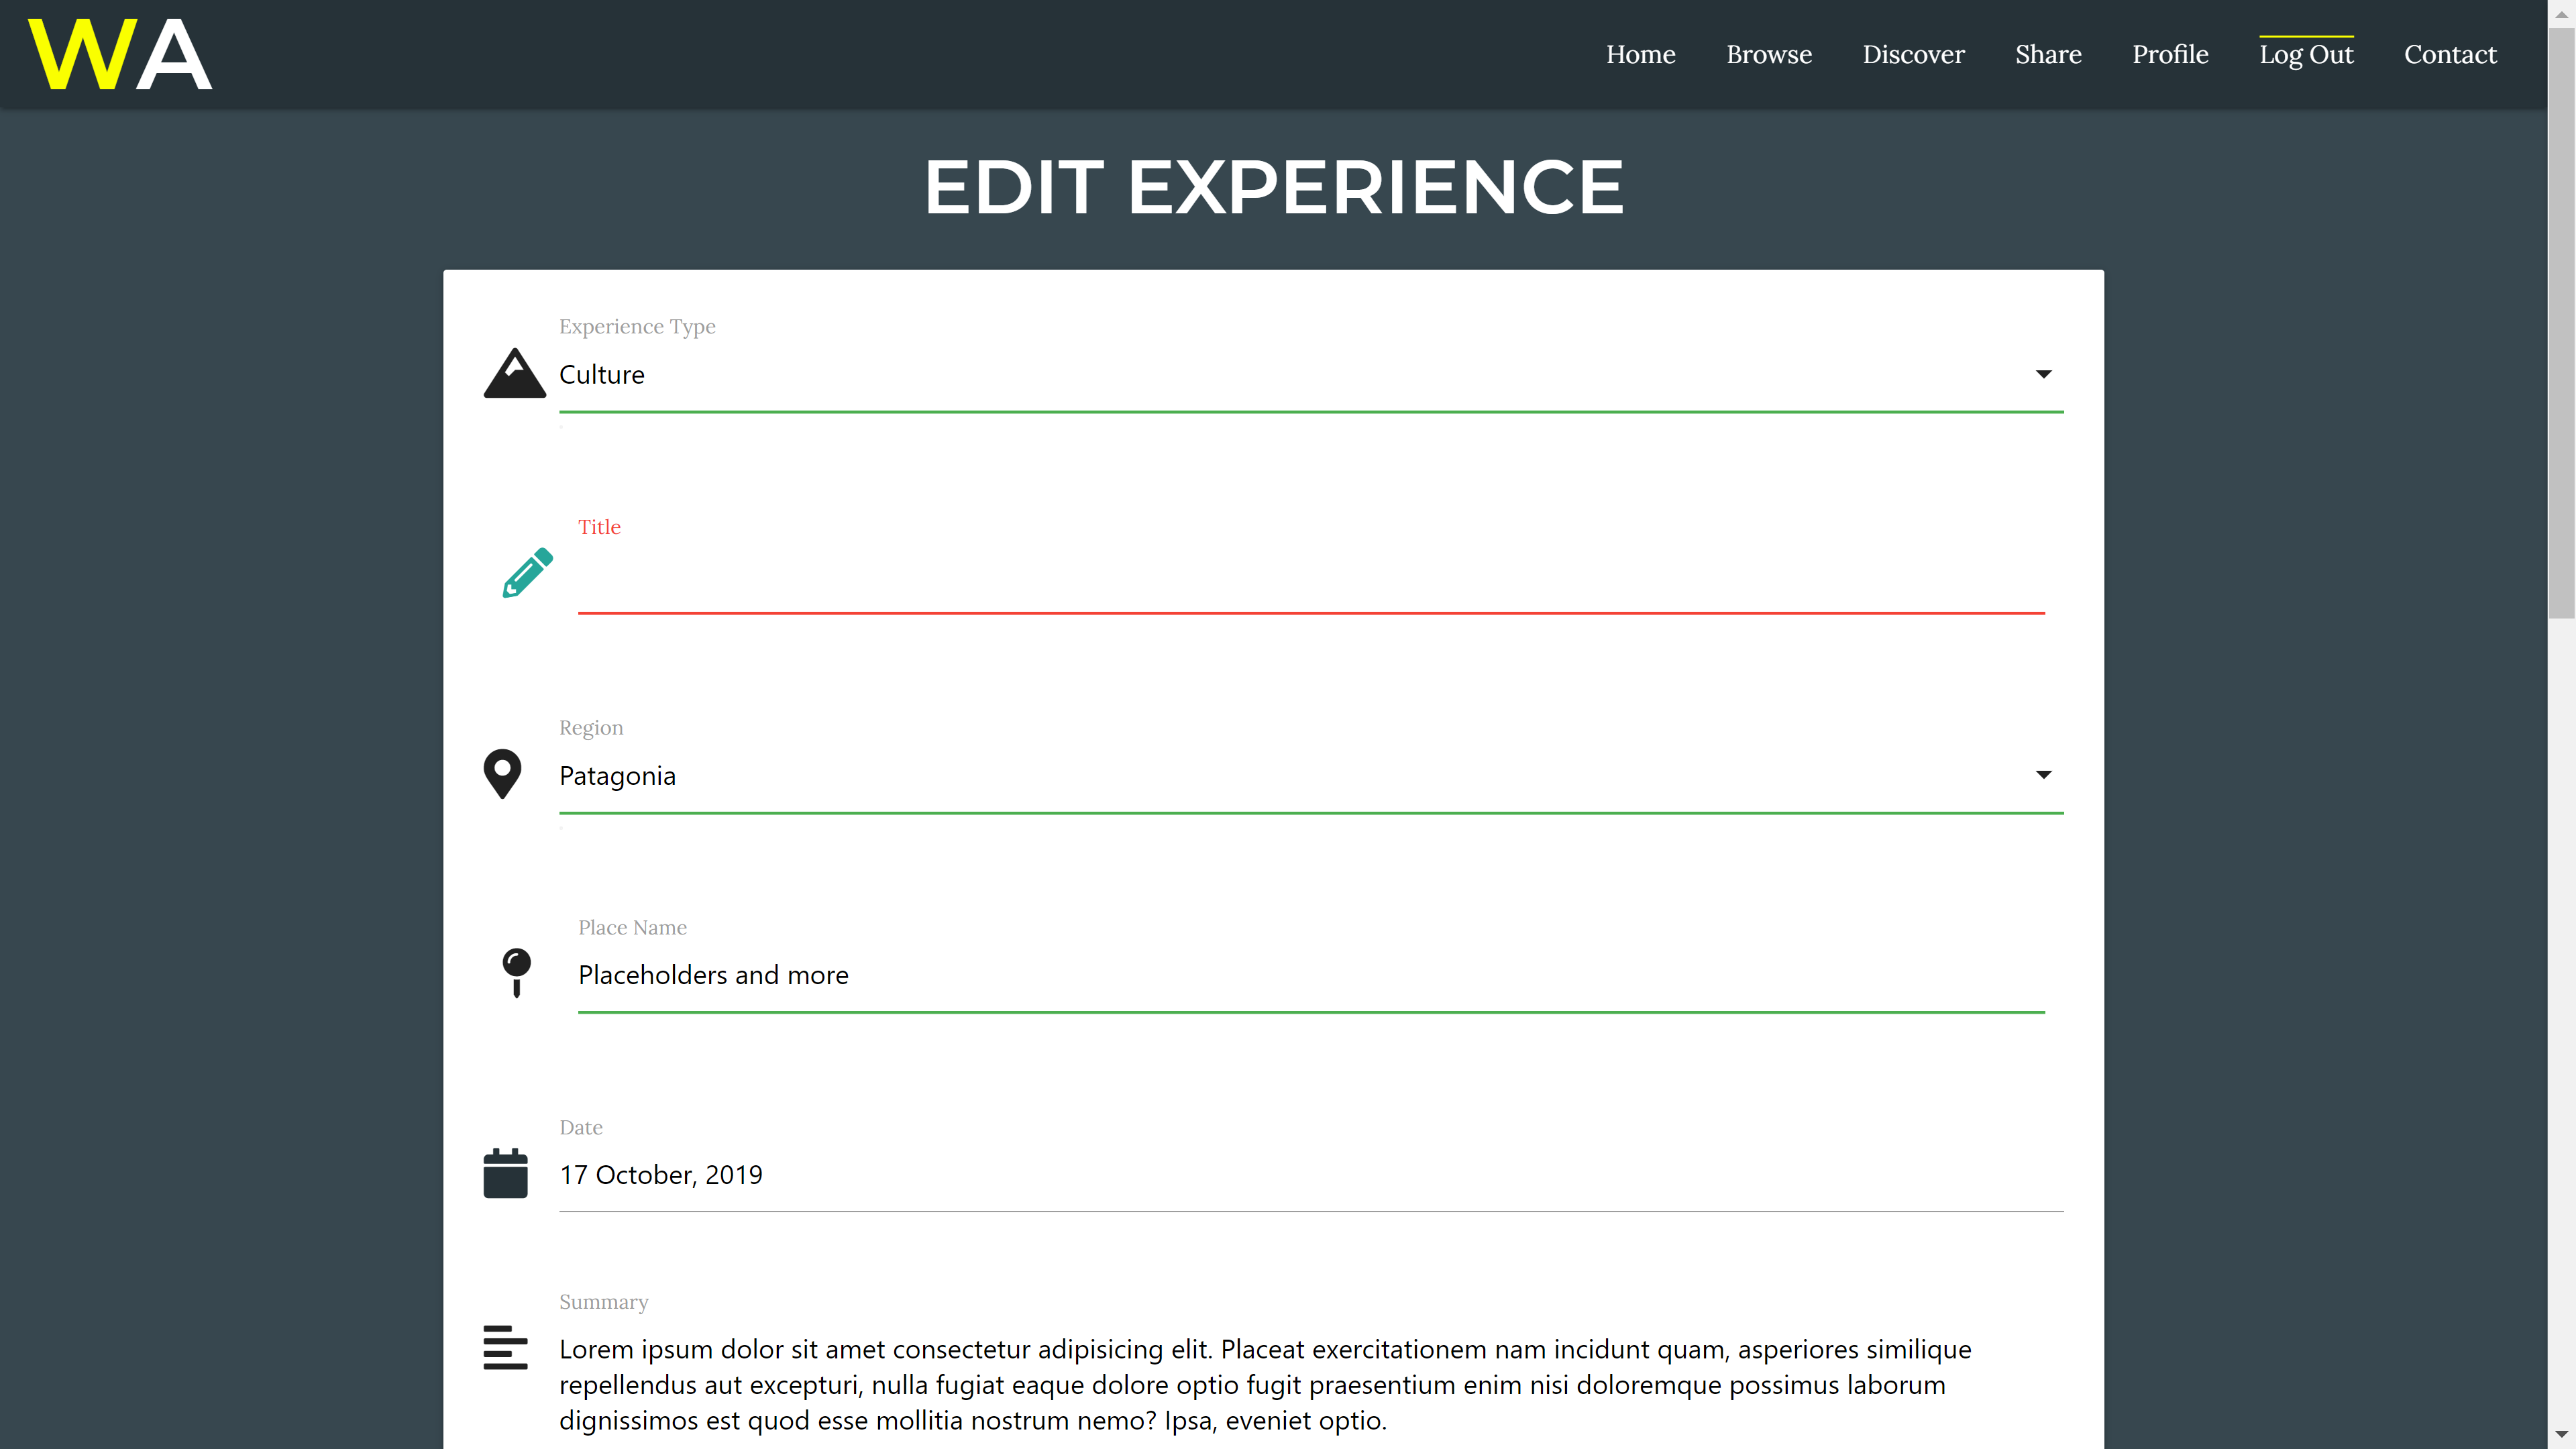 WA
Home Browse Discover Share Profile Log Out Contact
EDIT EXPERIENCE
Experience Type
Culture
Title
Region
Patagonia
Place Name
Placeholders and more
Date
17 October, 2019
Summary
Lorem ipsum dolor sit amet consectetur adipisicing elit. Placeat exercitationem nam incidunt quam, asperiores similique
repellendus aut excepturi, nulla fugiat eaque dolore optio fugit praesentium enim nisi doloremque possimus laborum
dignissimos est quod esse mollitia nostrum nemo? Ipsa, eveniet optio.